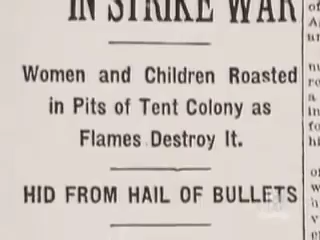 IN STRIKE WAR
Women and Children Roasted
in Pits of Tent Colony as
Flames Destroy It.
HID FROM HAIL OF BULLETS